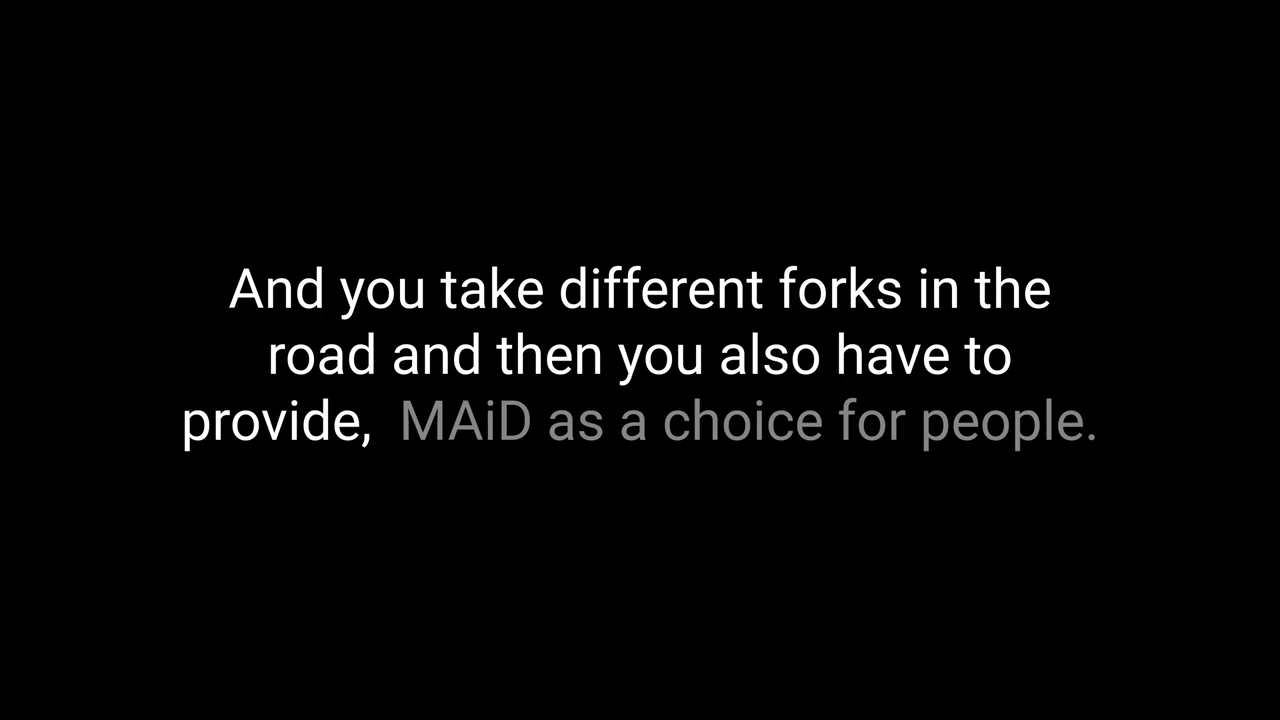 And you take different forks in the
road and then you also have to
provide, MAiD as a choice for people.